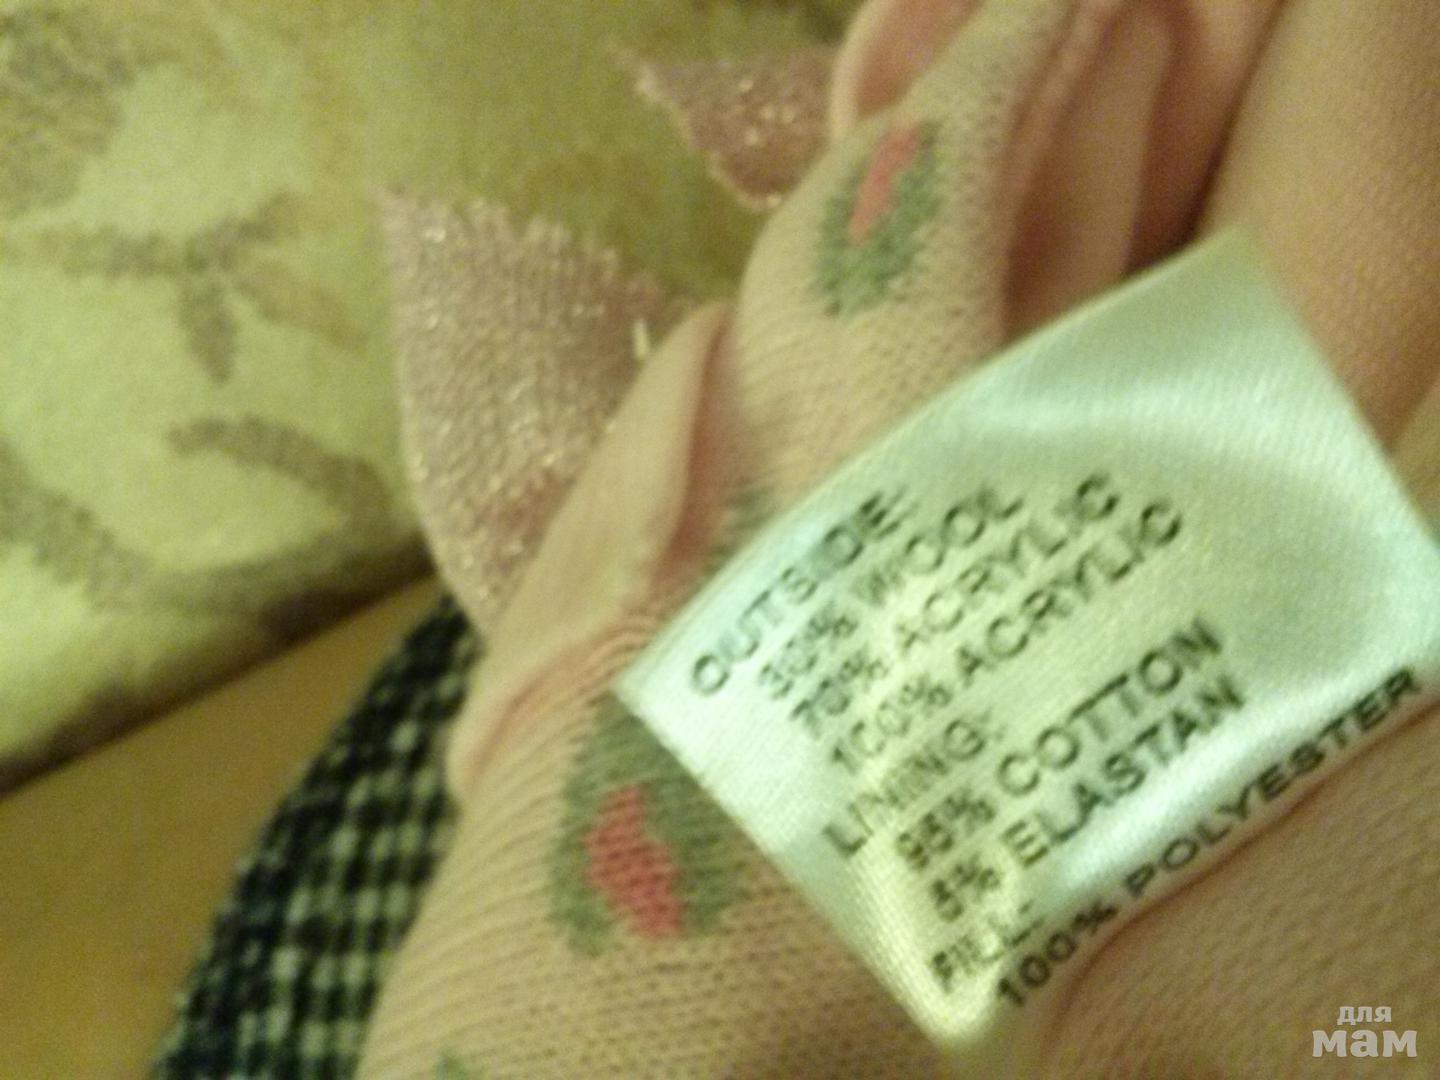 OUTSIDE:
30% WOOL
70% ACRYLIC
100% ACRYLIC
LINING:
95% COTTON
5% ELASTAN
FILL:
100% POLYESTER
для
мам